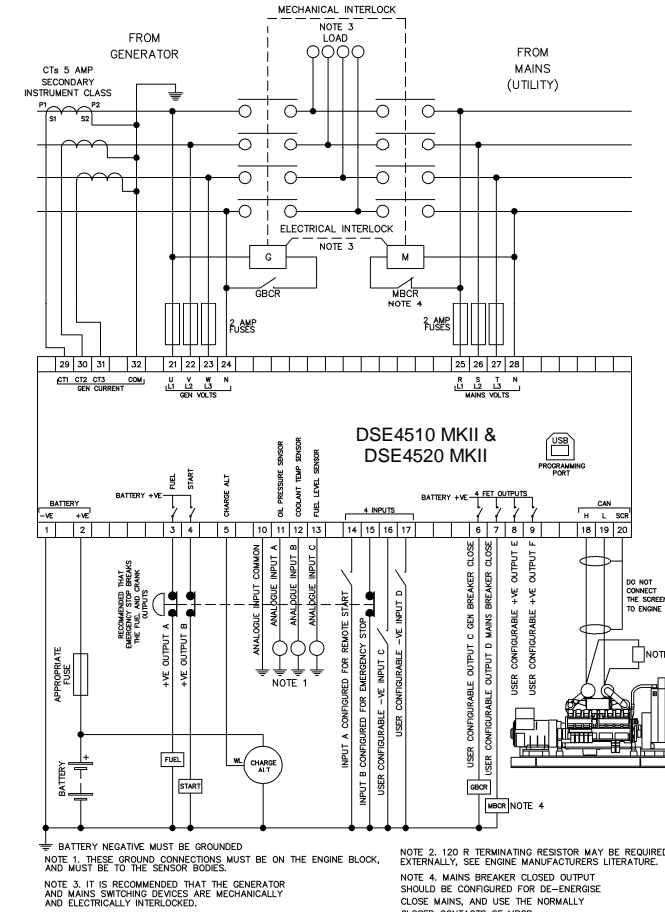 MECHANICAL INTERLOCK
NOTE 3
LOAD
FROM
GENERATOR
FROM
MAINS
(UTILITY)
CTs 5 AMP
SECONDARY
INSTRUMENT CLASS
P1
P2
S1
S2
ELECTRICAL INTERLOCK
NOTE 3
G
M
GBCR
MBCR
NOTE 4
2 AMP
FUSES
2 AMP
FUSES
29 30 31 32 21 22 23 24 25 26 27 28
CT1 CT2 CT3 COM
GEN CURRENT
U V W N
L1 L2 L3
GEN VOLTS
R S T N
L1 L2 L3
MAINS VOLTS
DSE4510 MKII &
DSE4520 MKII
USB
PROGRAMMING
PORT
BATTERY
-VE +VE
BATTERY +VE
FUEL
START
CHARGE ALT
OIL PRESSURE SENSOR
COOLANT TEMP SENSOR
FUEL LEVEL SENSOR
4 INPUTS
BATTERY +VE
4 FET OUTPUTS
CAN
H L SCR
1 2 3 4 5 10 11 12 13 14 15 16 17 6 7 8 9 18 19 20
RECOMMENDED THAT
EMERGENCY STOP BREAKS
THE FUEL AND CRANK
OUTPUTS
+VE OUTPUT A
+VE OUTPUT B
ANALOGUE INPUT COMMON
ANALOGUE INPUT A
ANALOGUE INPUT B
ANALOGUE INPUT C
NOTE 1
INPUT A CONFIGURED FOR REMOTE START
INPUT B CONFIGURED FOR EMERGENCY STOP
USER CONFIGURABLE -VE INPUT C
USER CONFIGURABLE -VE INPUT D
USER CONFIGURABLE OUTPUT C GEN BREAKER CLOSE
USER CONFIGURABLE OUTPUT D MAINS BREAKER CLOSE
USER CONFIGURABLE +VE OUTPUT E
USER CONFIGURABLE +VE OUTPUT F
DO NOT
CONNECT
THE SCREEN
TO ENGINE
NOTE
APPROPRIATE
FUSE
BATTERY
+
FUEL
START
WL
CHARGE
ALT
GBCR
MBCR
NOTE 4
BATTERY NEGATIVE MUST BE GROUNDED
NOTE 1. THESE GROUND CONNECTIONS MUST BE ON THE ENGINE BLOCK,
AND MUST BE TO THE SENSOR BODIES.
NOTE 3. IT IS RECOMMENDED THAT THE GENERATOR
AND MAINS SWITCHING DEVICES ARE MECHANICALLY
AND ELECTRICALLY INTERLOCKED.
NOTE 2. 120 R TERMINATING RESISTOR MAY BE REQUIRED
EXTERNALLY, SEE ENGINE MANUFACTURERS LITERATURE.
NOTE 4. MAINS BREAKER CLOSED OUTPUT
SHOULD BE CONFIGURED FOR DE-ENERGISE
CLOSE MAINS, AND USE THE NORMALLY
CLOSED CONTACTS OF MBCR